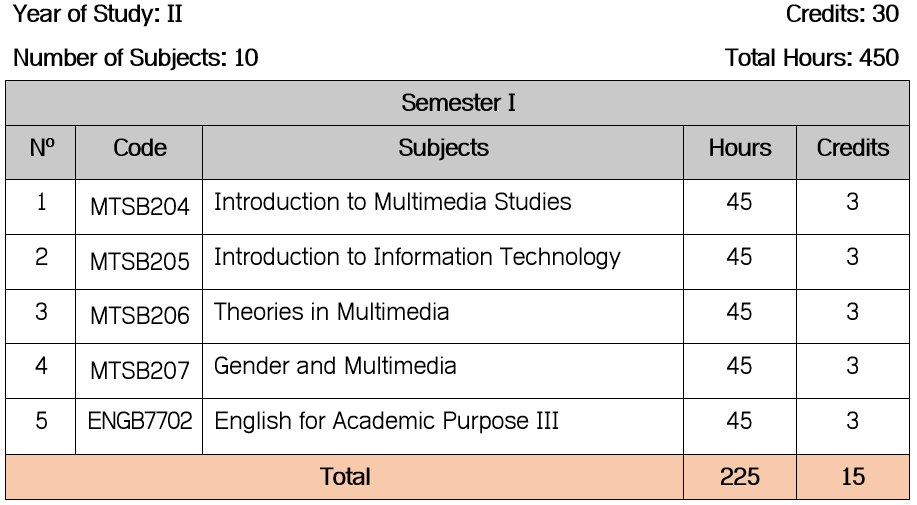 Year of Study: II Credits: 30
Number of Subjects: 10 Total Hours: 450
Semester I
Nº Code Subjects Hours Credits
1 MTSB204 Introduction to Multimedia Studies 45 3
2 MTSB205 Introduction to Information Technology 45 3
3 MTSB206 Theories in Multimedia 45 3
4 MTSB207 Gender and Multimedia 45 3
5 ENGB7702 English for Academic Purpose III 45 3
Total 225 15